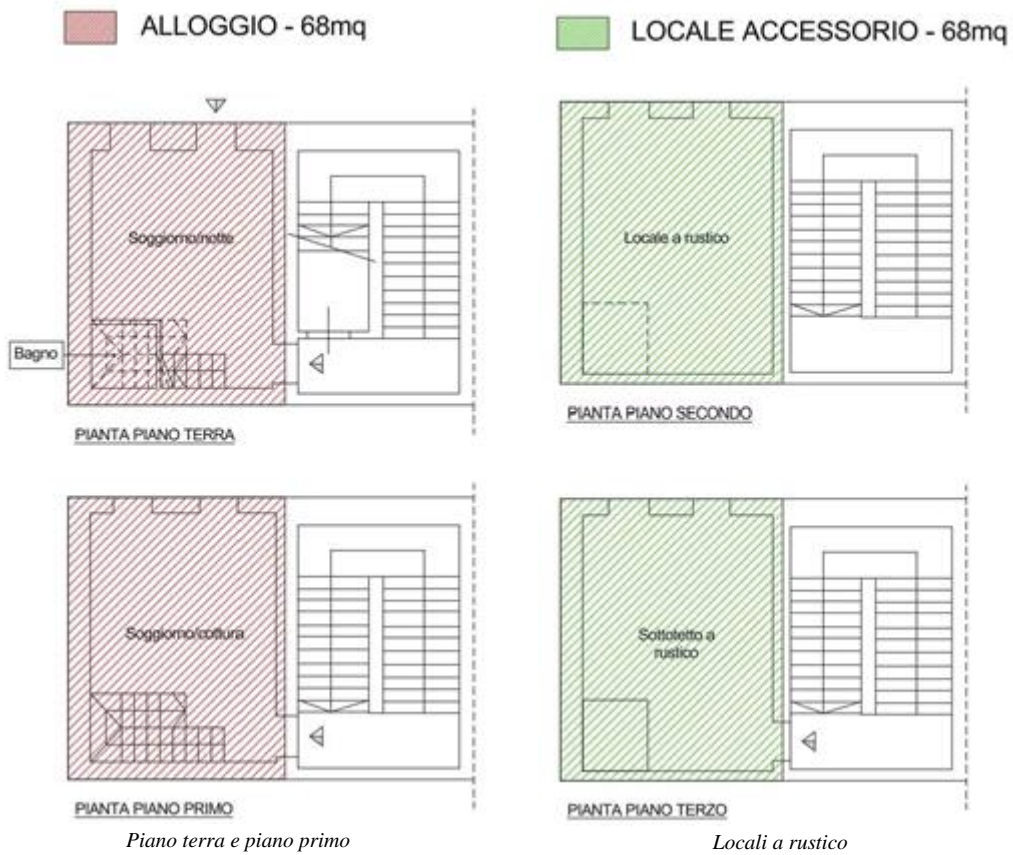 ALLOGGIO - 68mq
LOCALE ACCESSORIO - 68mq
Soggiorno/notte
Bagno
PIANTA PIANO TERRA
Locale a rustico
PIANTA PIANO SECONDO
Soggiorno/cottura
PIANTA PIANO PRIMO
Sottotetto a
rustico
PIANTA PIANO TERZO
Piano terra e piano primo
Locali a rustico